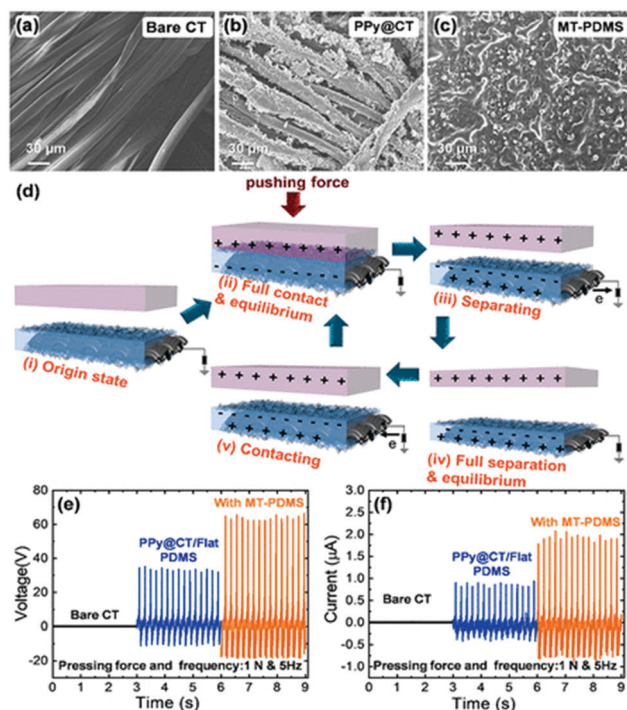 (a) Bare CT
30 μm
(b) PPy@CT
30 μm
(c) MT-PDMS
30 μm
(d)
pushing force
+ + + + + + + +
- - - - - - - -
(ii) Full contact
& equilibrium
+ + + + + + + +
- - - - - - - -
+ + + + + +
e
(iii) Separating
(i) Origin state
+ + + + + + + +
- - - - - - - -
+ + + + + +
e
(v) Contacting
+ + + + + + + +
- - - - - - - -
+ + + + + +
(iv) Full separation
& equilibrium
(e)
Voltage(V)
80
60
40
20
0
-20
With MT-PDMS
PPy@CT/Flat
PDMS
Bare CT
Pressing force and frequency:1 N & 5Hz
0 1 2 3 4 5 6 7 8 9
Time (s)
(f)
Current (μA)
3.0
2.5
2.0
1.5
1.0
0.5
0.0
-0.5
-1.0
With MT-PDMS
PPy@CT/Flat
PDMS
Bare CT
Pressing force and frequency:1 N & 5Hz
0 1 2 3 4 5 6 7 8 9
Time (s)